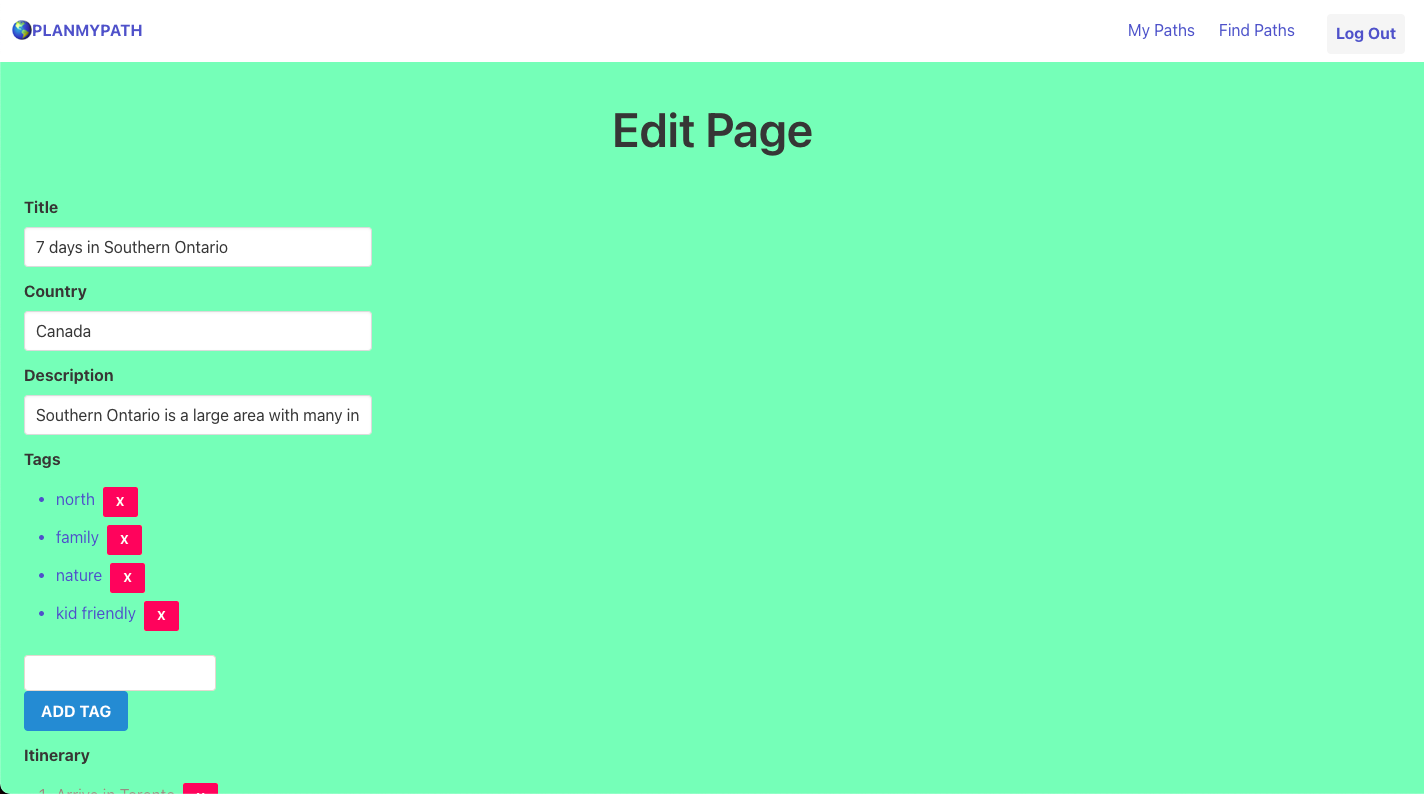 PLANMYPATH
My Paths
Find Paths
Log Out
Edit Page
Title
7 days in Southern Ontario
Country
Canada
Description
Southern Ontario is a large area with many in
Tags
north X
family X
nature X
kid friendly X
ADD TAG
Itinerary
1. Arrive in Toronto X